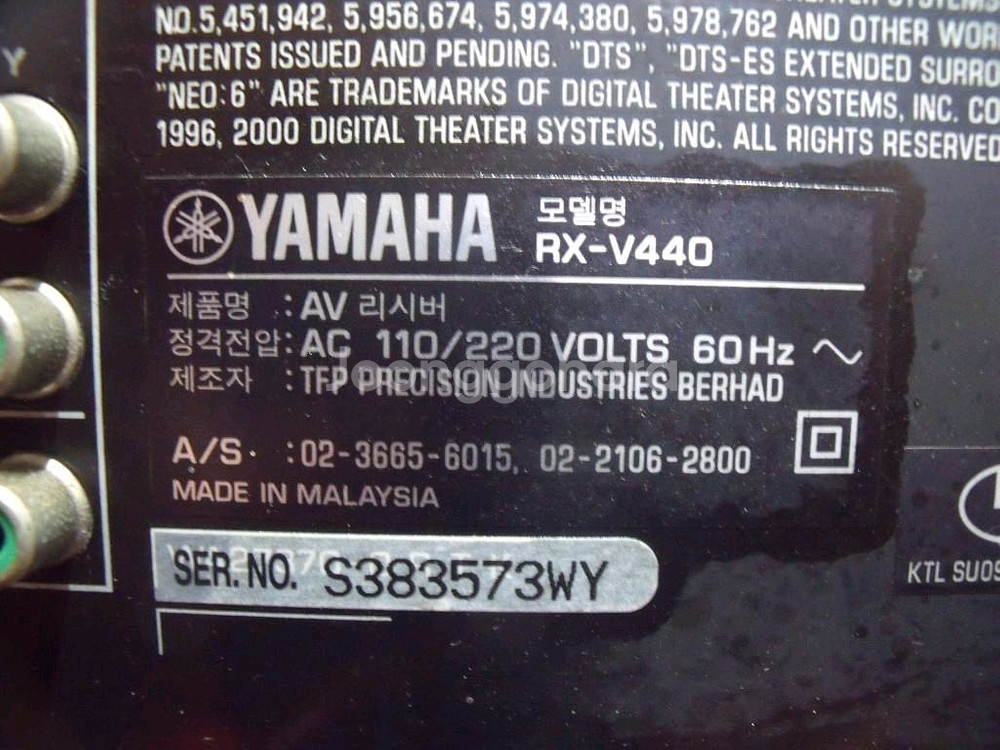 Y
NO.5,451,942, 5,956,674, 5,974,380, 5,978,762 AND OTHER
PATENTS ISSUED AND PENDING. "DTS", "DTS-ES EXTENDED
"NEO:6" ARE TRADEMARKS OF DIGITAL THEATER SYSTEMS, INC.
1996, 2000 DIGITAL THEATER SYSTEMS, INC. ALL RIGHTS RESERVED
YAMAHA
모델명
RX-V440
제품명 : AV 리시버
정격전압: AC 110/220 VOLTS 60Hz ~
제조자 : TFP PRECISION INDUSTRIES BERHAD
Joonggonara
A/S · : 02-3665-6015, 02-2106-2800
MADE IN MALAYSIA
SER. NO. S383573WY
KTL